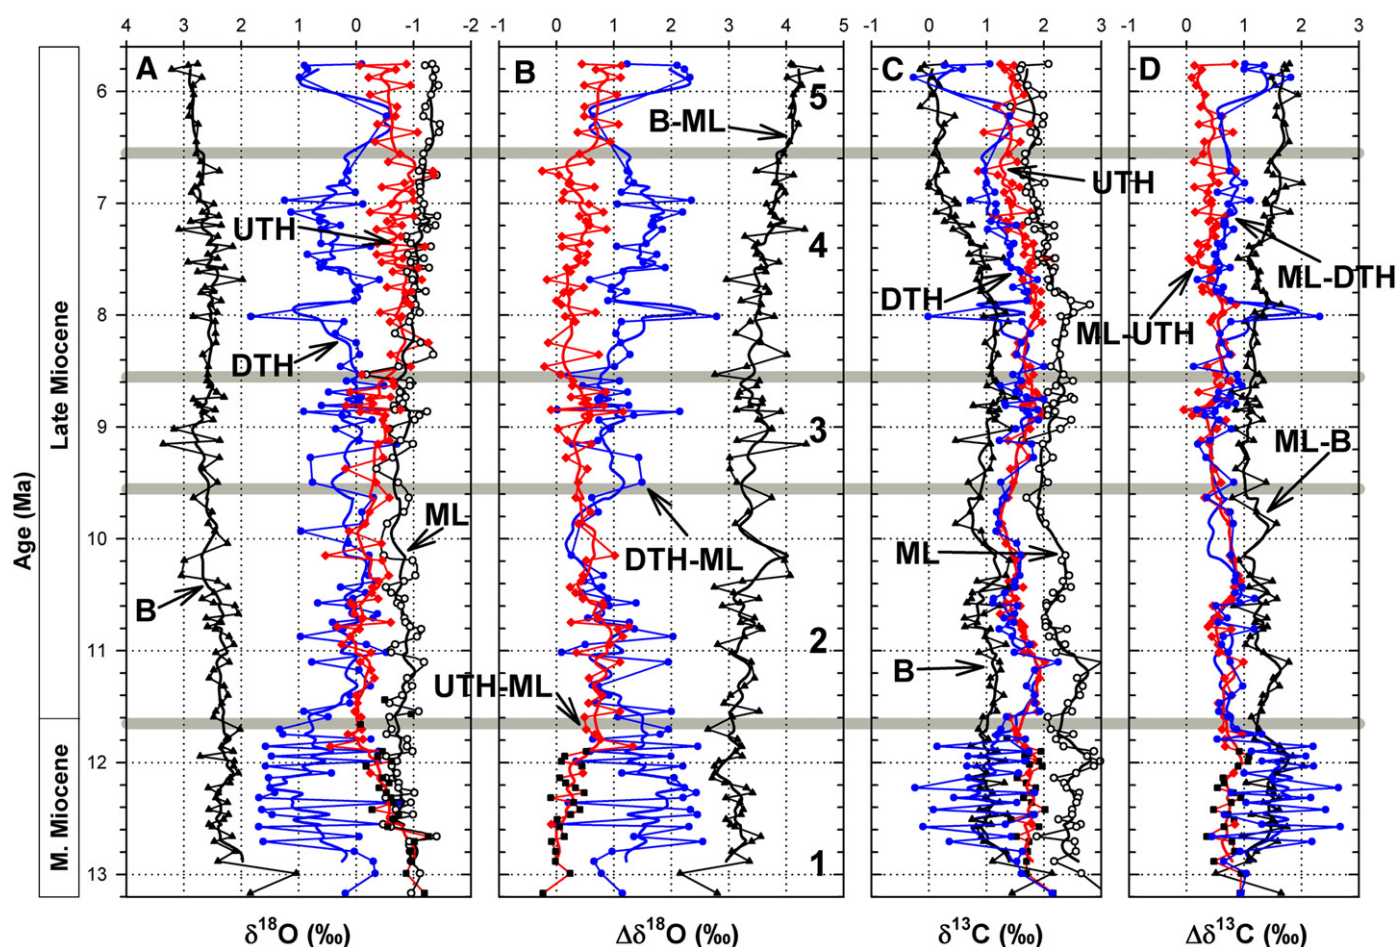 4 3 2 1 0 -1 -2
-1 0 1 2 3 4 5
-1 0 1 2 3
-1 0 1 2 3
A
B
C
D
6
7
8
9
10
11
12
13
Late Miocene
M. Miocene
Age (Ma)
5
4
3
2
1
UTH
DTH
ML
B
B-ML
DTH-ML
UTH-ML
UTH
DTH
ML
B
ML-DTH
ML-UTH
ML-B
δ¹⁸O (‰)
Δδ¹⁸O (‰)
δ¹³C (‰)
Δδ¹³C (‰)